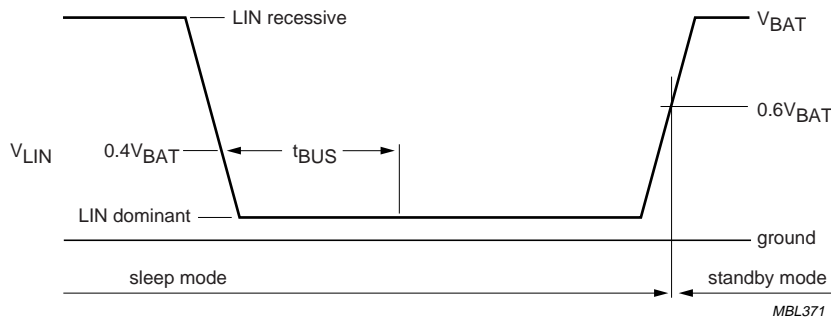 LIN recessive
VBAT
0.6VBAT
VLIN
0.4VBAT
tBUS
LIN dominant
ground
sleep mode
standby mode
MBL371